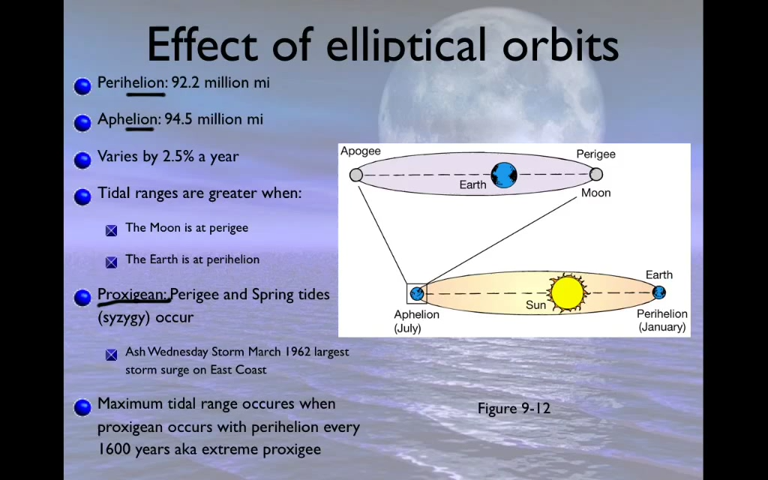 Effect of elliptical orbits
Perihelion: 92.2 million mi
Aphelion: 94.5 million mi
Varies by 2.5% a year
Tidal ranges are greater when:
The Moon is at perigee
The Earth is at perihelion
Proxigean: Perigee and Spring tides
(syzygy) occur
Ash Wednesday Storm March 1962 largest
storm surge on East Coast
Maximum tidal range occures when
proxigean occurs with perihelion every
1600 years aka extreme proxigee
Apogee
Perigee
Earth
Moon
Earth
Sun
Aphelion
(July)
Perihelion
(January)
Figure 9-12